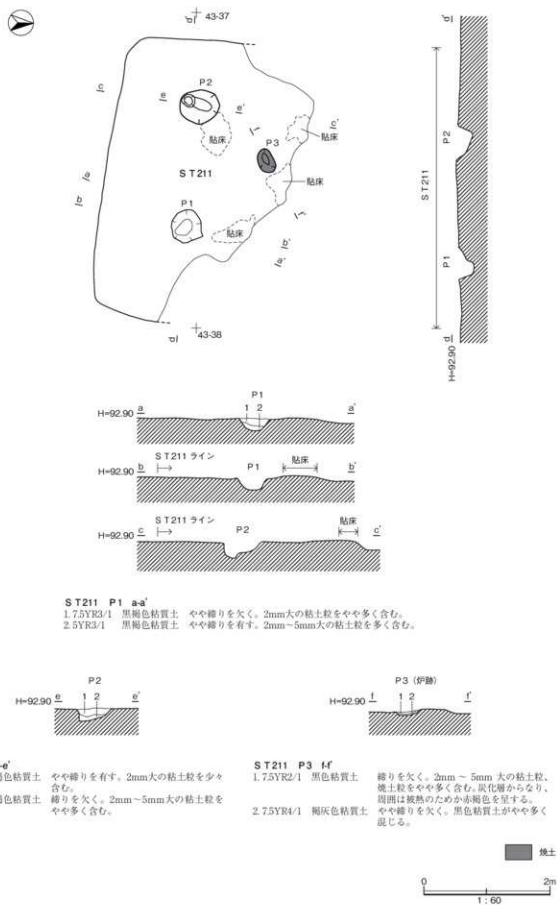 d' 43-37 d'
P2
c
e
e'
f
c'
貼床
貼床
P3
a
ST211
貼床
b
P1
f'
貼床
b'
a'
d 43-38
P2
ST211
P1
H=92.90 d
P1
H=92.90 a 1 2 a'
ST211 ライン P1 貼床
H=92.90 b b'
ST211 ライン P2 貼床
H=92.90 c c'
ST211 P1 a-a'
1. 7.5YR3/1 黒褐色粘質土 やや締りを欠く。2mm大の粘土粒をやや多く含む。
2. 5YR3/1 黒褐色粘質土 やや締りを有す。2mm～5mm大の粘土粒を多く含む。
P2
H=92.90 e 1 2 e'
-e'
褐色粘質土 やや締りを有す。2mm大の粘土粒を少々
含む。
褐色粘質土 締りを欠く。2mm～5mm大の粘土粒を
やや多く含む。
P3（炉跡）
H=92.90 f 1 2 f'
ST211 P3 f-f'
1. 7.5YR2/1 黒色粘質土 締りを欠く。2mm ～ 5mm 大の粘土粒、
焼土粒をやや多く含む。炭化層からなり、
周囲は被熱のためか赤褐色を呈する。
2. 7.5YR4/1 褐灰色粘質土 やや締りを欠く。黒色粘質土がやや多く
混じる。
焼土
0 2m
1 : 60